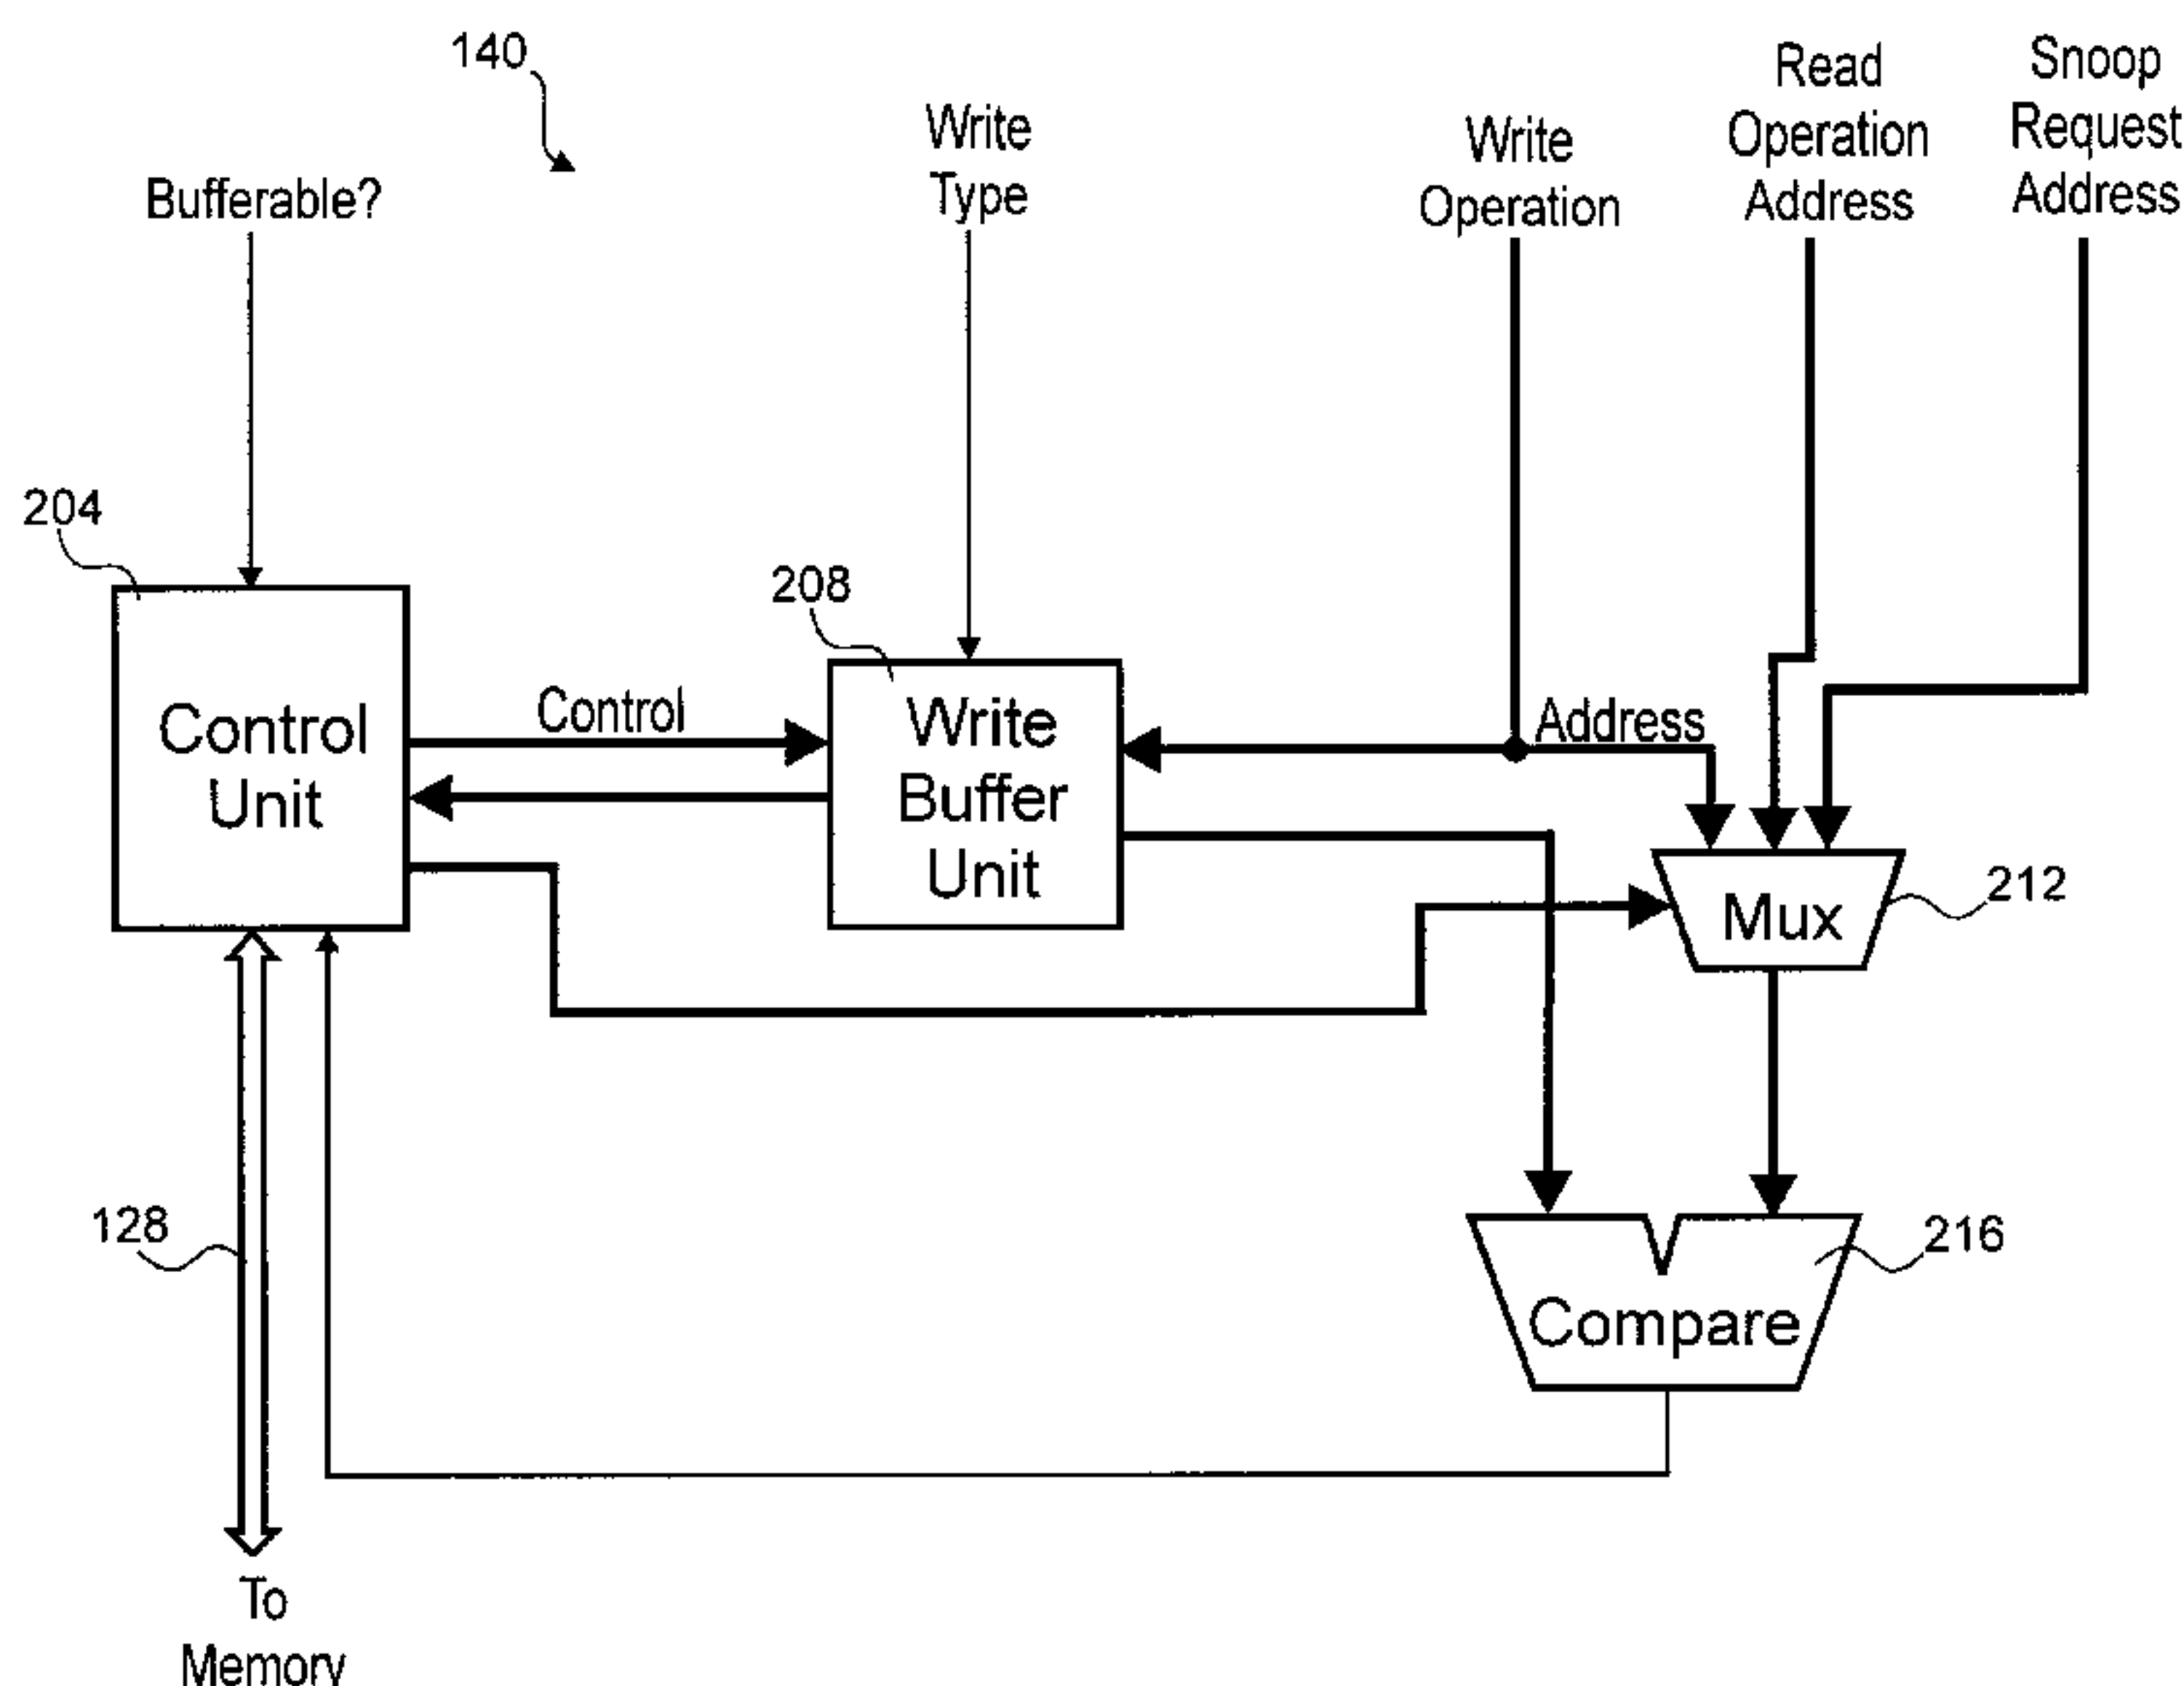 140
Bufferable?
Write
Type
Write
Operation
Read
Operation
Address
Snoop
Request
Address
204
208
Control
Unit
Control
Write
Buffer
Unit
Address
Mux
212
128
216
Compare
To
Memory